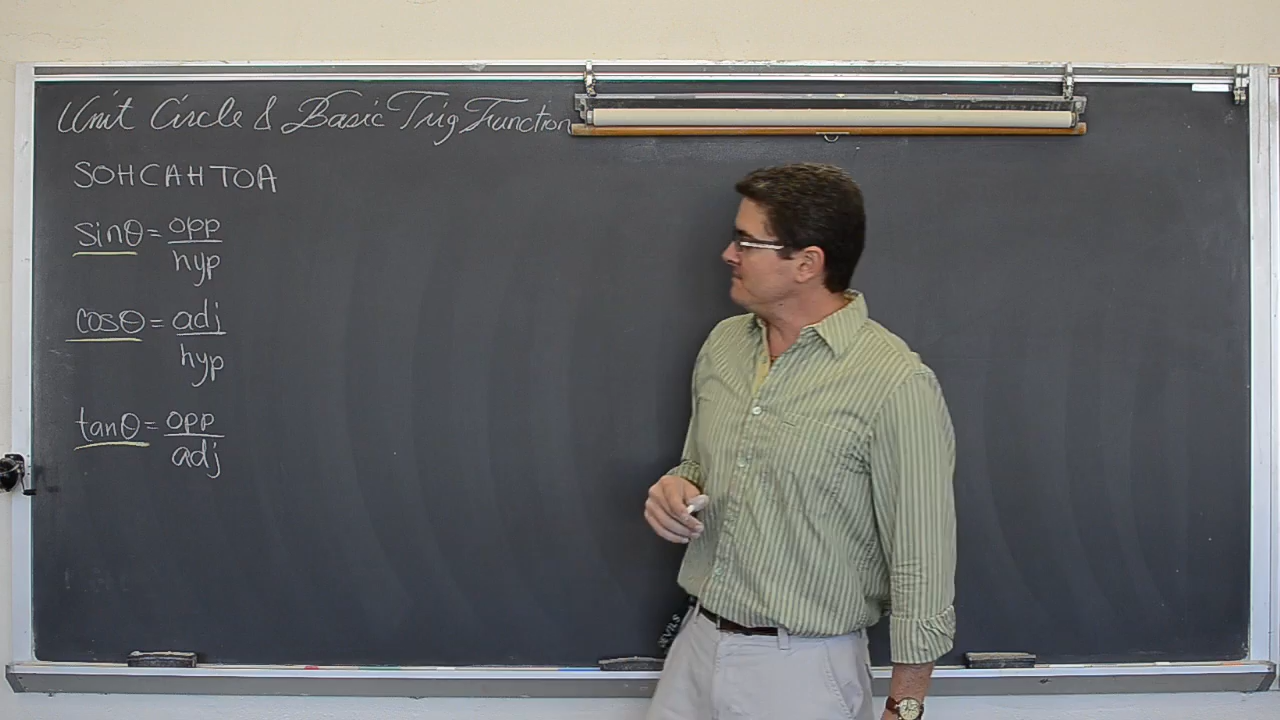 Unit Circle & Basic Trig Function
SOHCAHTOA
sinθ = opp/hyp
cosθ = adj/hyp
tanθ = opp/adj